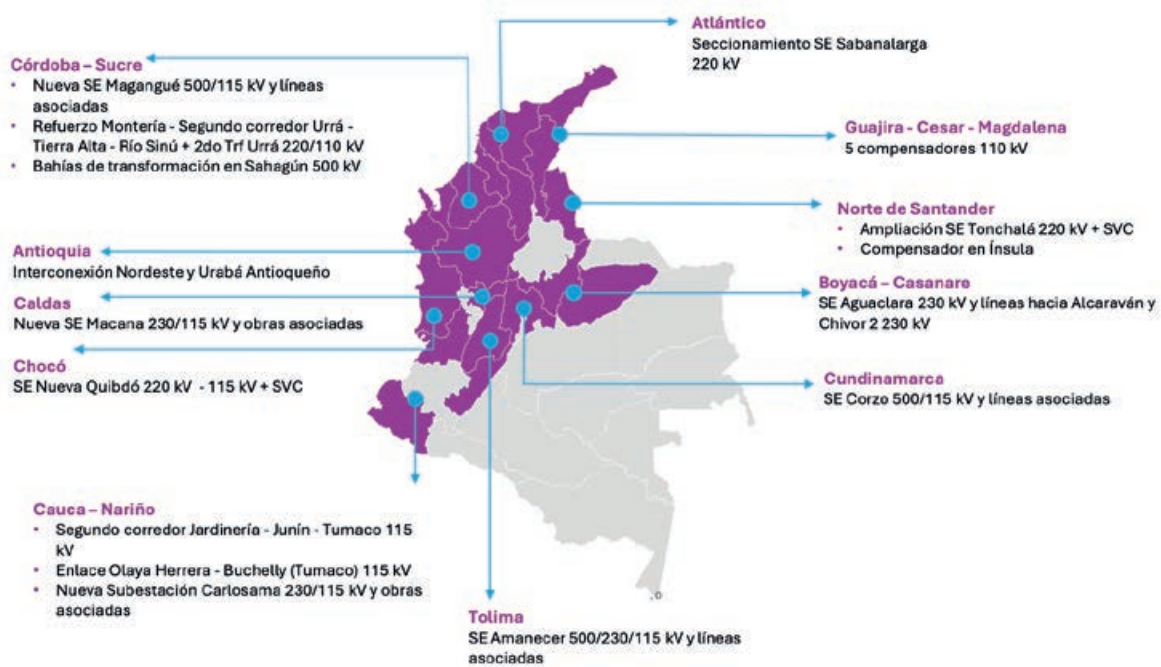 Atlántico
Seccionamiento SE Sabanalarga
220 kV
Córdoba – Sucre
• Nueva SE Magangué 500/115 kV y líneas
asociadas
• Refuerzo Montería - Segundo corredor Urrá -
Tierra Alta - Río Sinú + 2do Trf Urrá 220/110 kV
• Bahías de transformación en Sahagún 500 kV
Guajira - Cesar - Magdalena
5 compensadores 110 kV
Norte de Santander
• Ampliación SE Tonchalá 220 kV + SVC
• Compensador en Ínsula
Antioquia
Interconexión Nordeste y Urabá Antioqueño
Boyacá – Casanare
SE Aguaclara 230 kV y líneas hacia Alcaraván y
Chivor 2 230 kV
Caldas
Nueva SE Macana 230/115 kV y obras asociadas
Chocó
SE Nueva Quibdó 220 kV - 115 kV + SVC
Cundinamarca
SE Corzo 500/115 kV y líneas asociadas
Cauca – Nariño
• Segundo corredor Jardinería - Junín - Tumaco 115
kV
• Enlace Olaya Herrera - Buchelly (Tumaco) 115 kV
• Nueva Subestación Carlosama 230/115 kV y obras
asociadas
Tolima
SE Amanecer 500/230/115 kV y líneas
asociadas